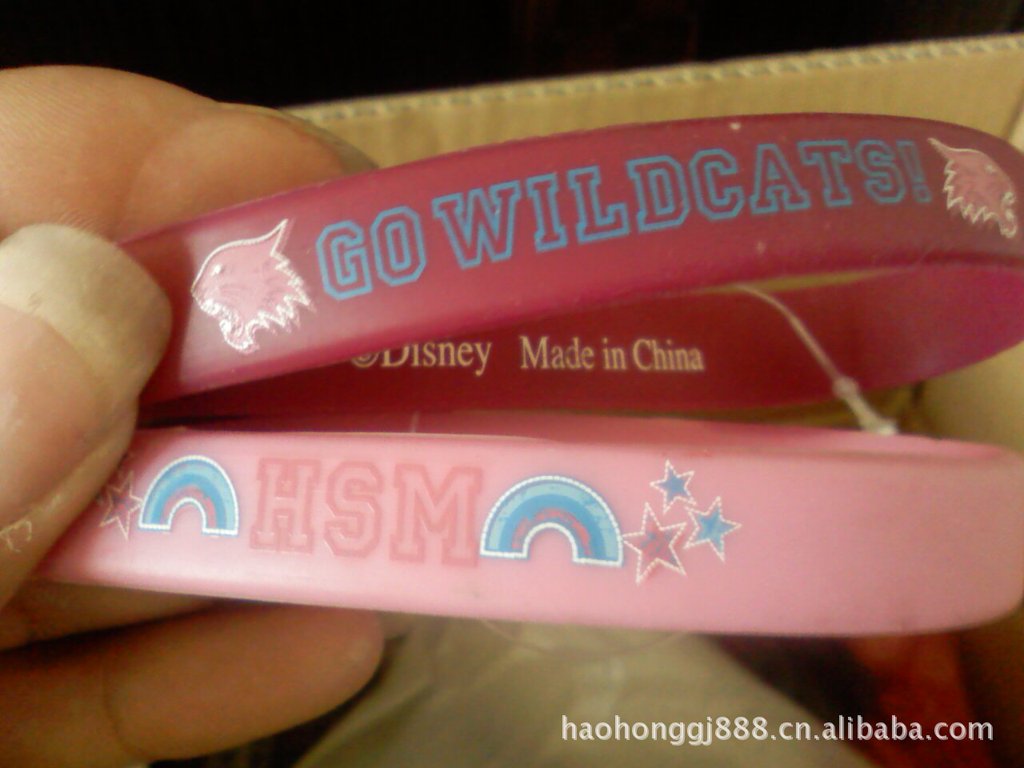 GO WILDCATS!
©Disney Made in China
HSM
haohonggj888.cn.alibaba.com